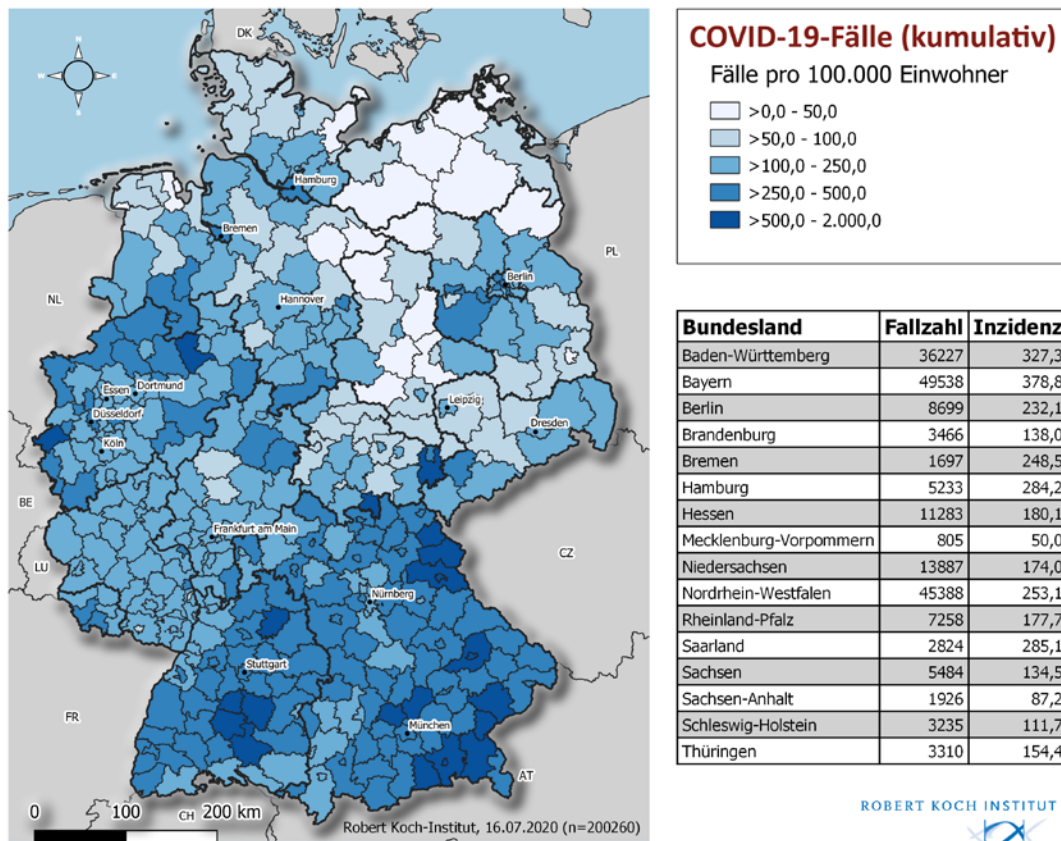 COVID-19-Fälle (kumulativ)
Fälle pro 100.000 Einwohner
>0,0 - 50,0
>50,0 - 100,0
>100,0 - 250,0
>250,0 - 500,0
>500,0 - 2.000,0
N
W E
S
DK
Hamburg
Bremen
PL
Berlin
NL
Hannover
Essen
Dortmund
Düsseldorf
Leipzig
Dresden
Köln
BE
Frankfurt am Main
LU
CZ
Nürnberg
Stuttgart
FR
München
AT
CH
0 100 200 km
Robert Koch-Institut, 16.07.2020 (n=200260)
Bundesland Fallzahl Inzidenz
Baden-Württemberg 36227 327,3
Bayern 49538 378,8
Berlin 8699 232,1
Brandenburg 3466 138,0
Bremen 1697 248,5
Hamburg 5233 284,2
Hessen 11283 180,1
Mecklenburg-Vorpommern 805 50,0
Niedersachsen 13887 174,0
Nordrhein-Westfalen 45388 253,1
Rheinland-Pfalz 7258 177,7
Saarland 2824 285,1
Sachsen 5484 134,5
Sachsen-Anhalt 1926 87,2
Schleswig-Holstein 3235 111,7
Thüringen 3310 154,4
ROBERT KOCH INSTITUT